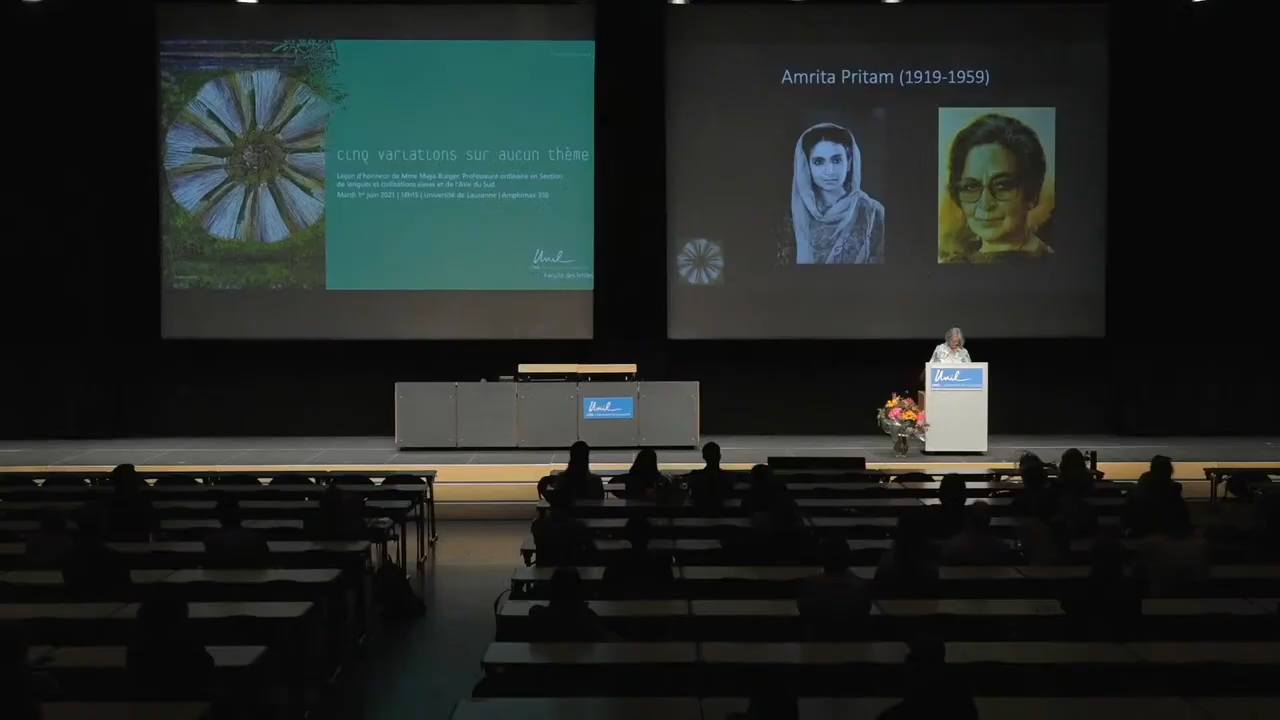 cinq variations sur aucun thème
Leçon d'honneur de Mme Maya Burger, Professeure ordinaire en Section
de langues et civilisations slaves et de l'Asie du Sud
Mardi 1er juin 2021 | 16h15 | Université de Lausanne | Amphimax 350
Unil
Faculté des lettres
Amrita Pritam (1919-1959)
Unil
Unil